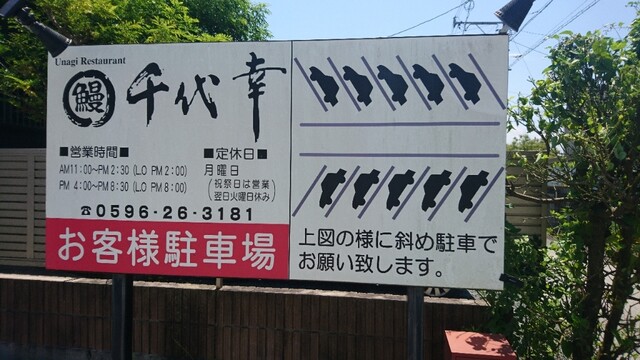 Unagi Restaurant
鰻 千代幸
■営業時間■
AM11:00〜PM2:30 (L.O PM2:00)
PM 4:00〜PM8:30 (L.O PM8:00)
■定休日■
月曜日
(祝祭日は営業
翌日火曜日休み)
☎0596-26-3181
お客様駐車場
上図の様に斜め駐車で
お願い致します。